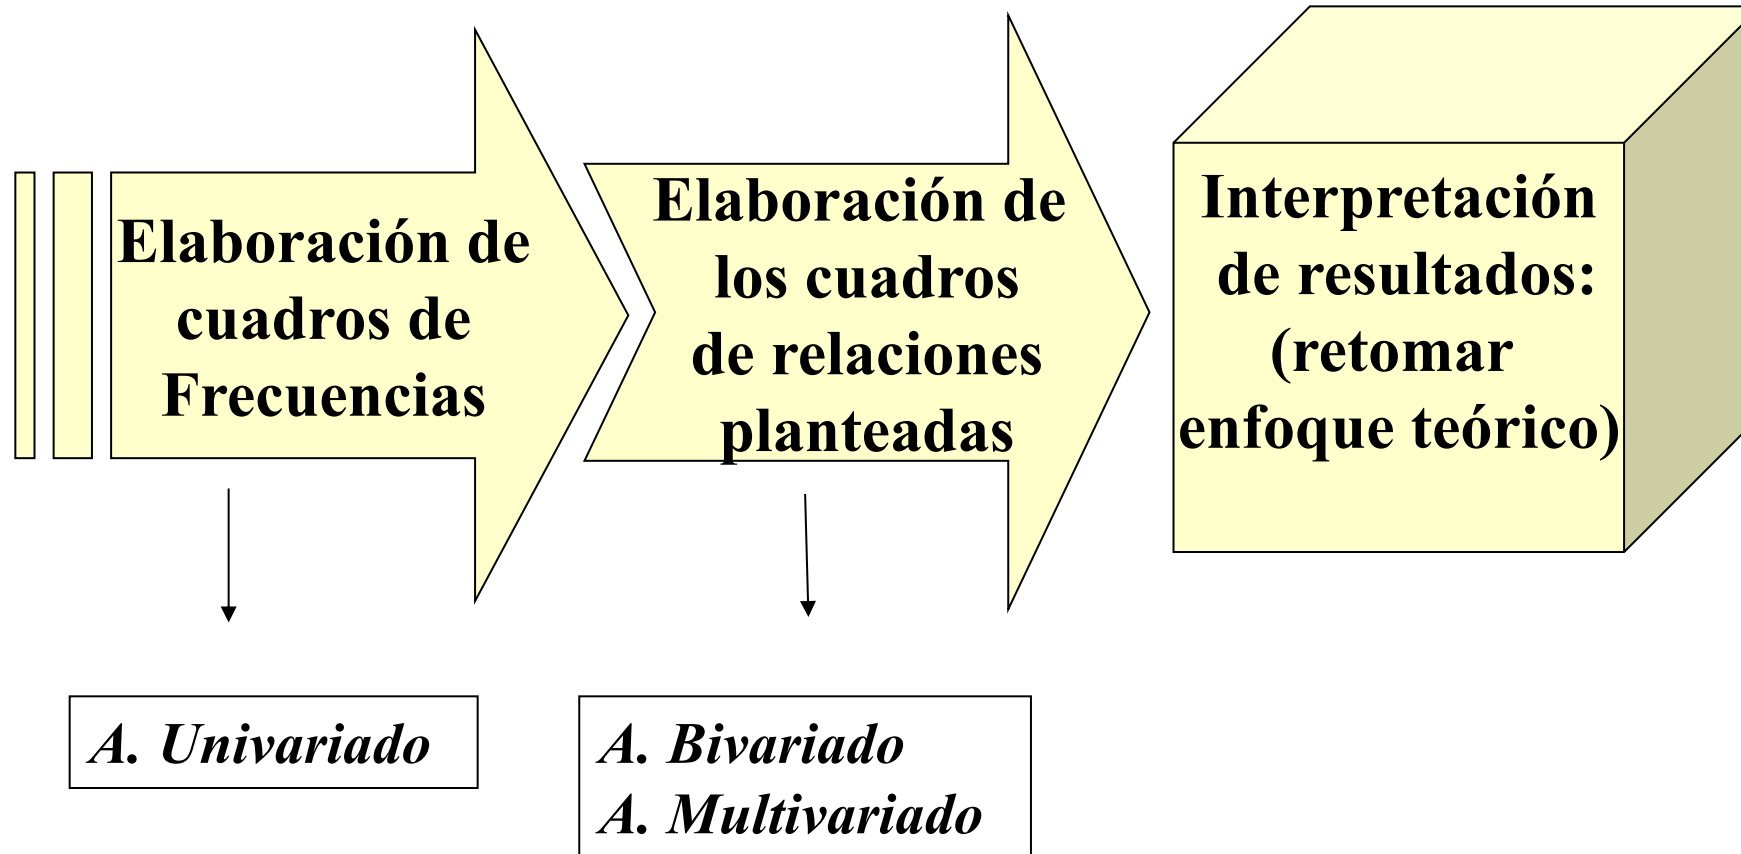 Elaboración de
cuadros de
Frecuencias
Elaboración de
los cuadros
de relaciones
planteadas
Interpretación
de resultados:
(retomar
enfoque teórico)
A. Univariado
A. Bivariado
A. Multivariado